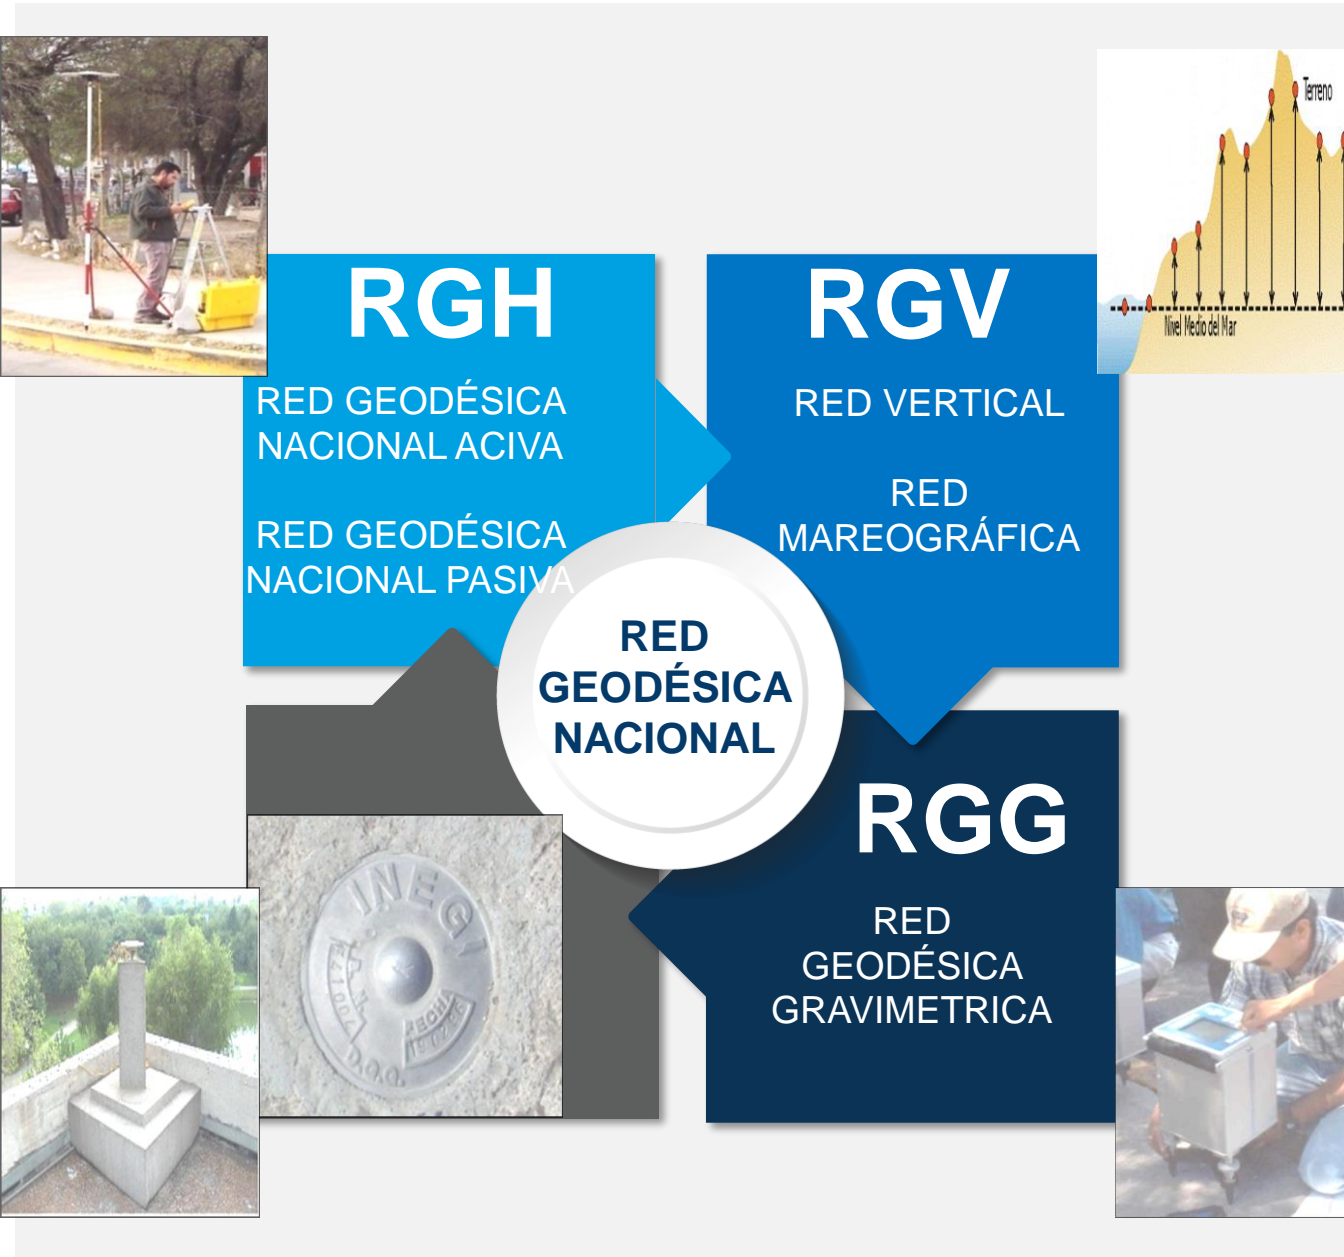 Terreno
Nivel Medio del Mar
RGH
RED GEODÉSICA
NACIONAL ACIVA
RED GEODÉSICA
NACIONAL PASIVA
RGV
RED VERTICAL
RED
MAREOGRÁFICA
RED
GEODÉSICA
NACIONAL
RGG
RED
GEODÉSICA
GRAVIMETRICA
INEGI
FECHA